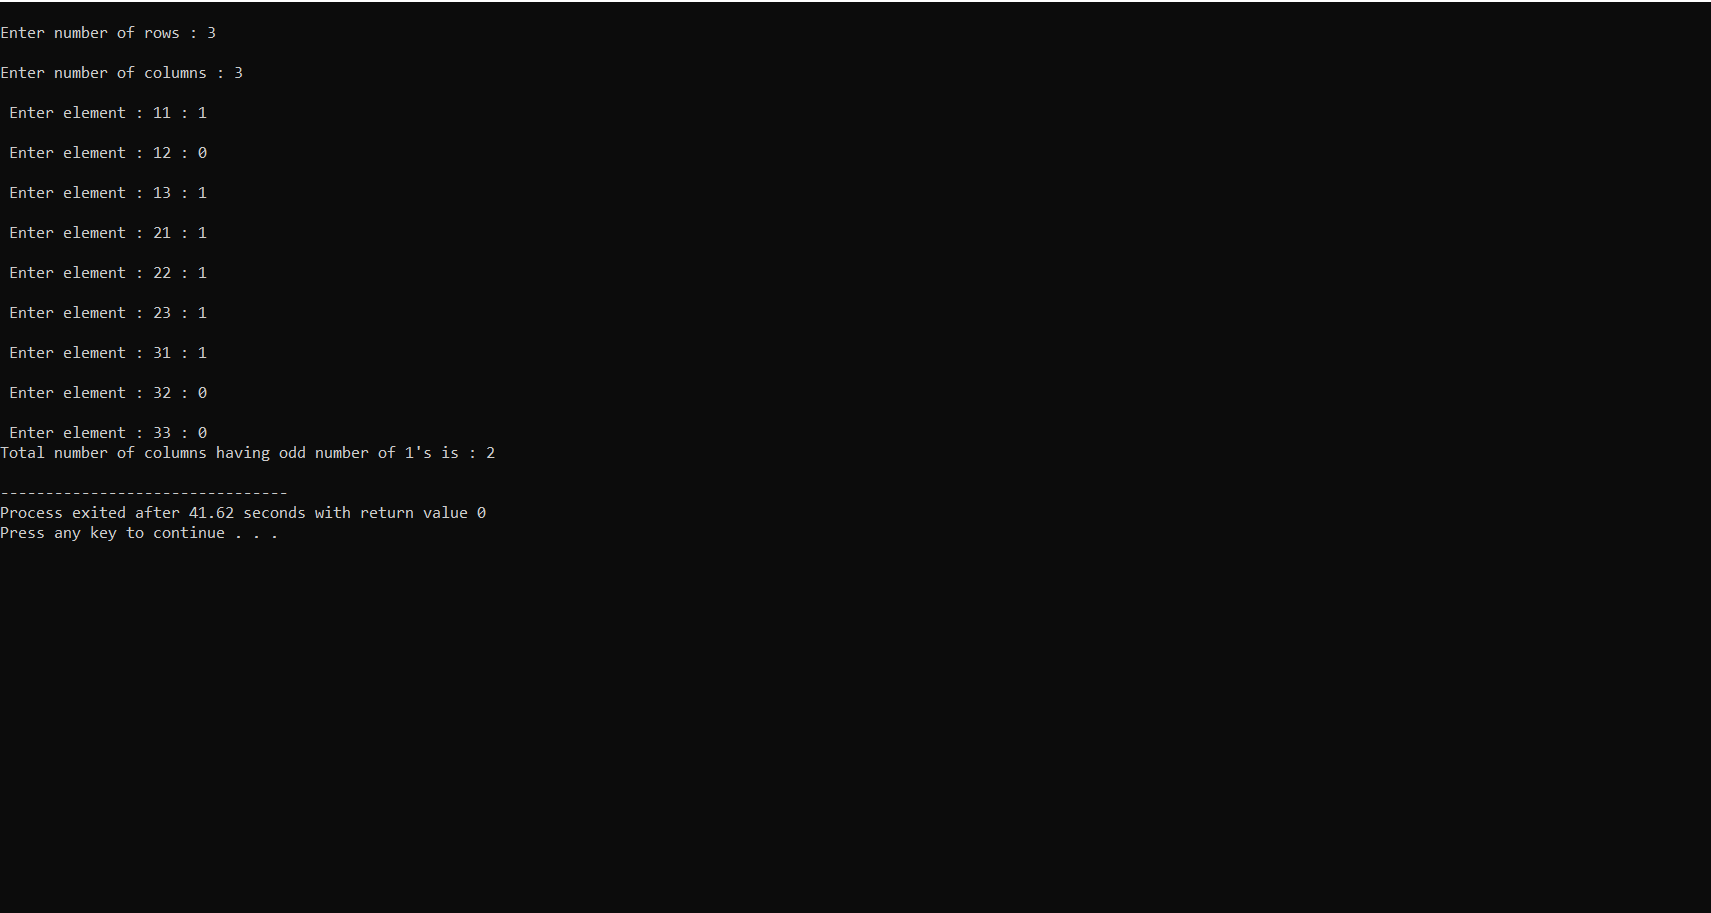 Enter number of rows : 3
Enter number of columns : 3
Enter element : 11 : 1
Enter element : 12 : 0
Enter element : 13 : 1
Enter element : 21 : 1
Enter element : 22 : 1
Enter element : 23 : 1
Enter element : 31 : 1
Enter element : 32 : 0
Enter element : 33 : 0
Total number of columns having odd number of 1's is : 2
--------------------------------
Process exited after 41.62 seconds with return value 0
Press any key to continue . . .